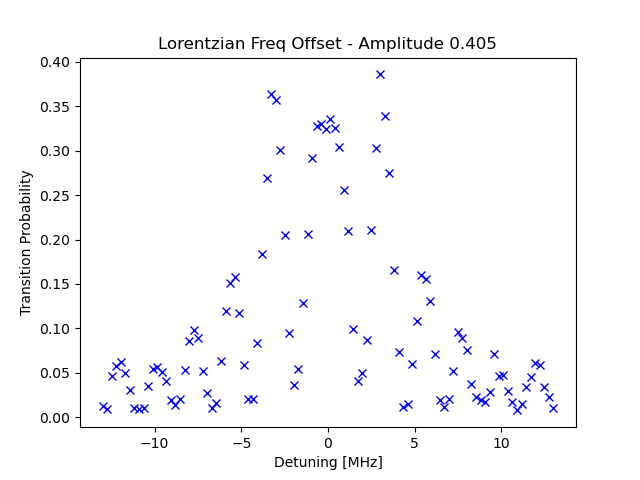 Lorentzian Freq Offset - Amplitude 0.405
0.40
0.35
0.30
0.25
0.20
0.15
0.10
0.05
0.00
Transition Probability
−10 −5 0 5 10
Detuning [MHz]